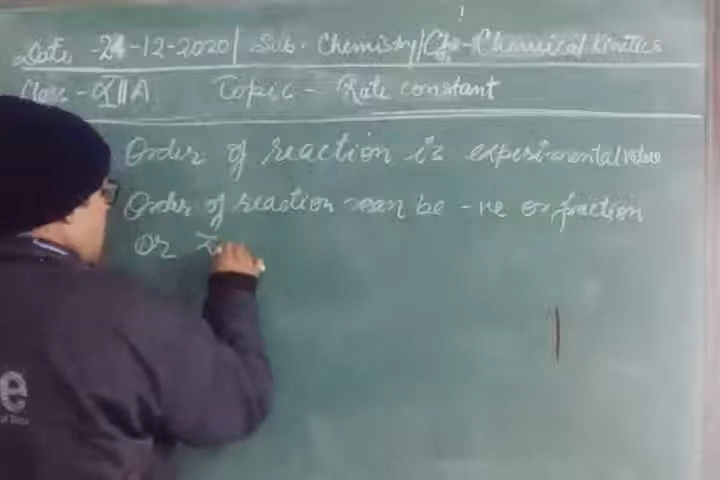 Date - 24-12-2020 | Sub. Chemistry/Ch- Chemical Kinetics
Class - XII A Topic - Rate constant
Order of reaction is experimental value
Order of reaction can be -ve or fraction
or
e